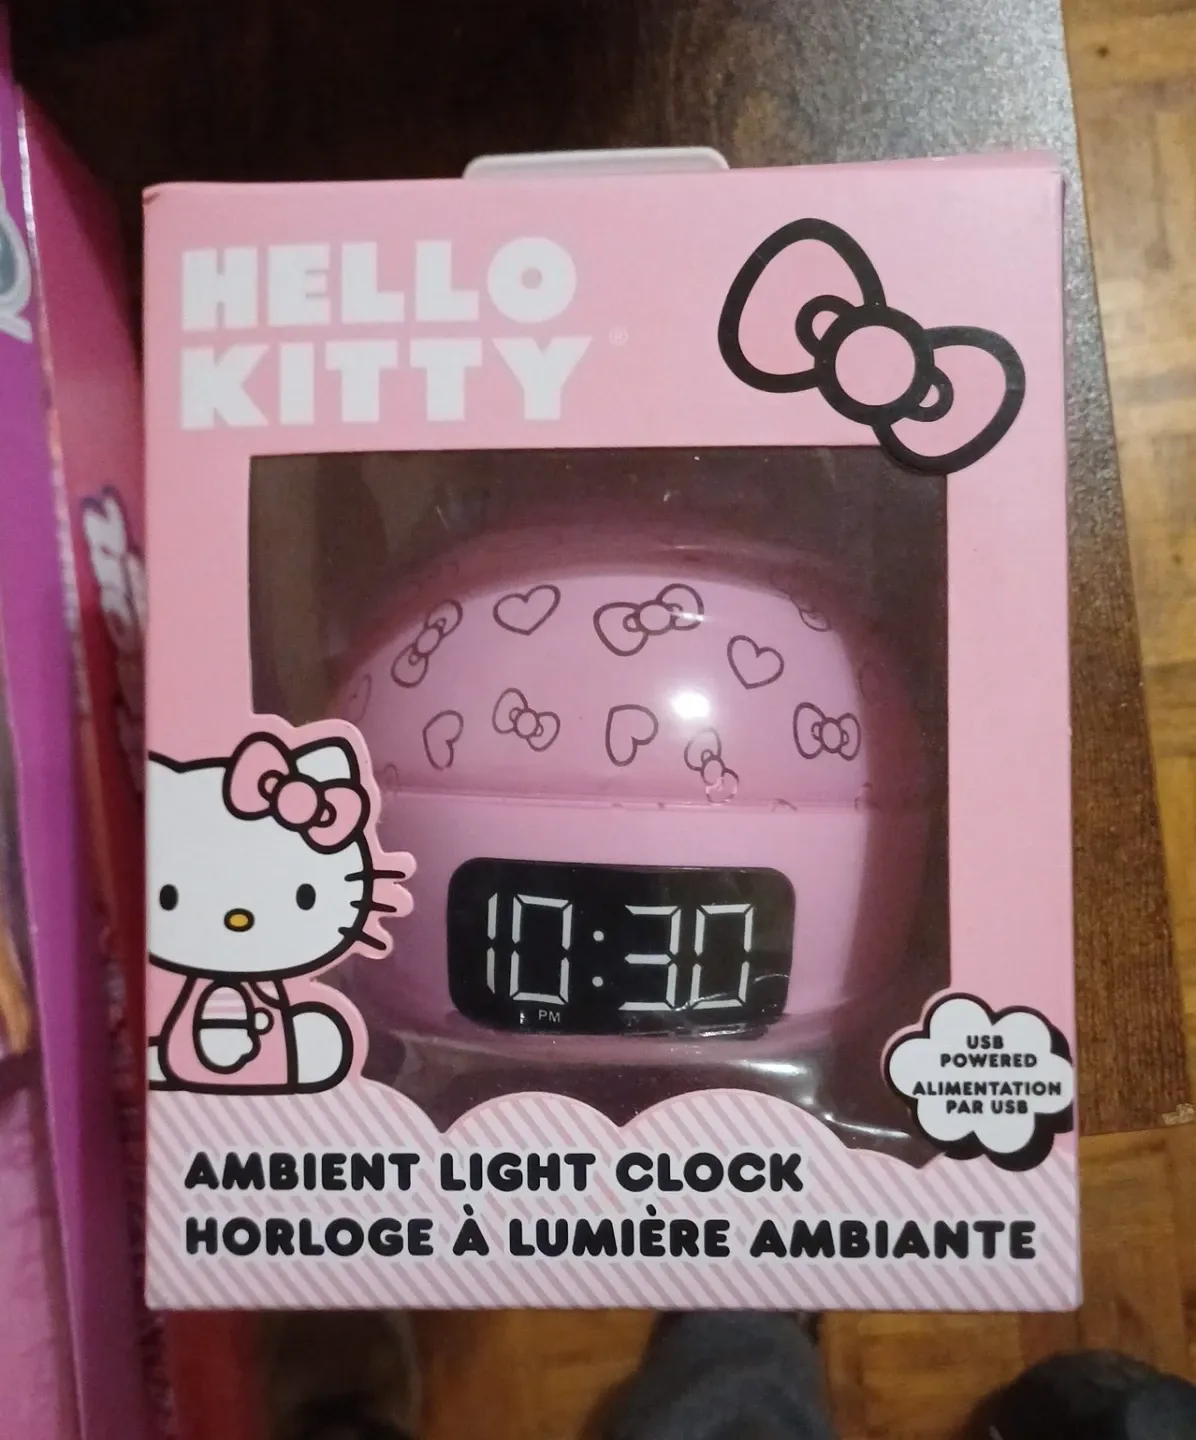 HELLO
KITTY®
10:30
PM
USB
POWERED
ALIMENTATION
PAR USB
AMBIENT LIGHT CLOCK
HORLOGE À LUMIÈRE AMBIANTE